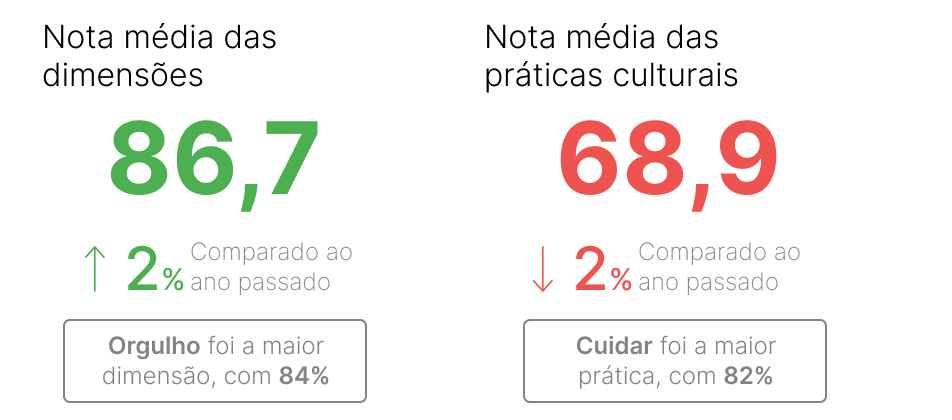 Nota média das
dimensões
86,7
↑ 2% Comparado ao
ano passado
Orgulho foi a maior
dimensão, com 84%
Nota média das
práticas culturais
68,9
↓ 2% Comparado ao
ano passado
Cuidar foi a maior
prática, com 82%